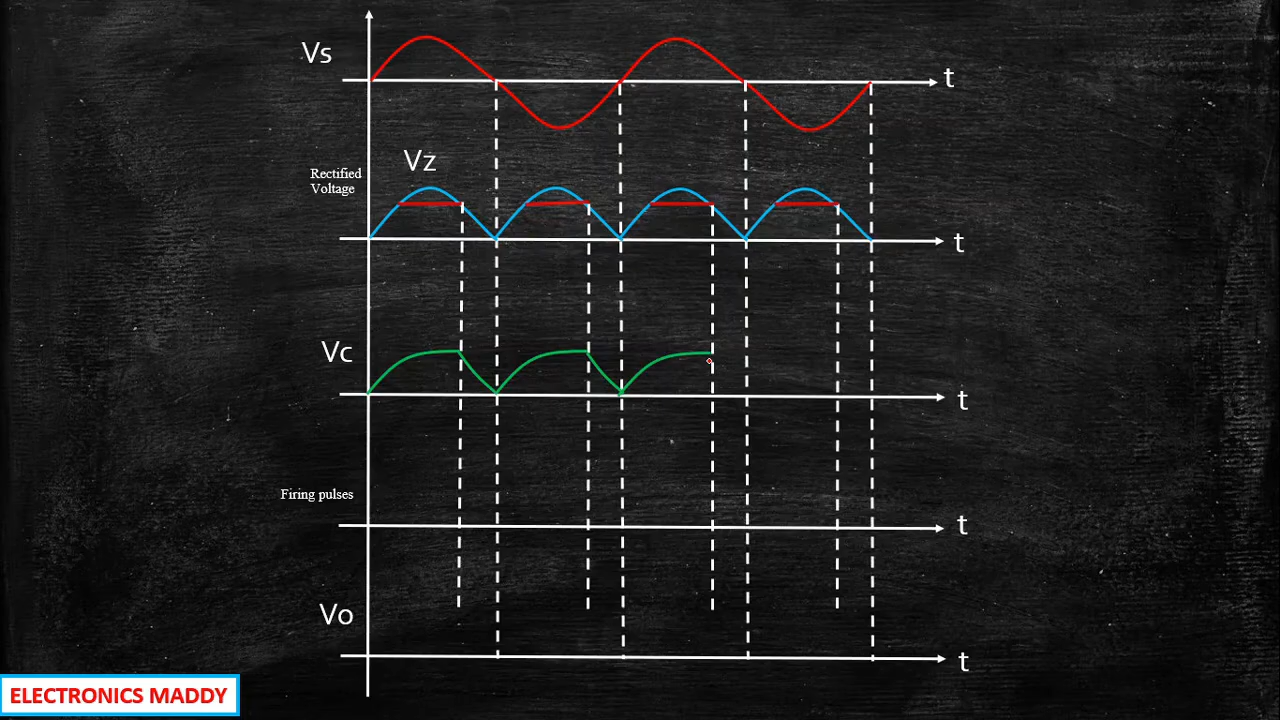 Vs
t
Vz
Rectified
Voltage
t
Vc
t
Firing pulses
t
Vo
t
ELECTRONICS MADDY